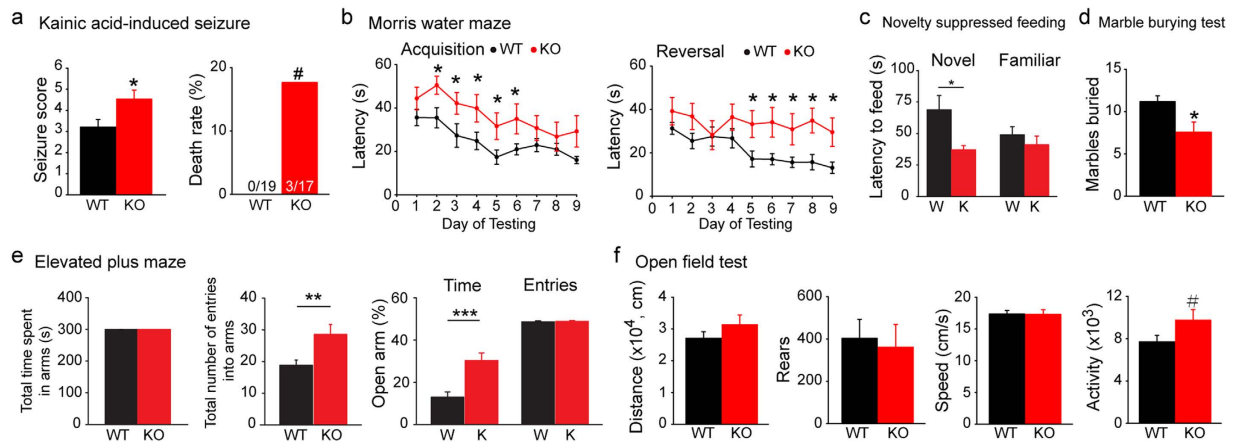 a Kainic acid-induced seizure
Seizure score
6
5
4
3
2
1
0
*
WT KO
Death rate (%)
20
10
0
#
0/19 3/17
WT KO
b Morris water maze
Acquisition WT KO
Latency (s)
60
40
20
0
* * * * *
0 1 2 3 4 5 6 7 8 9
Day of Testing
Reversal WT KO
Latency (s)
60
40
20
0
* * * * *
0 1 2 3 4 5 6 7 8 9
Day of Testing
c Novelty suppressed feeding
Novel Familiar
Latency to feed (s)
100
75
50
25
0
*
W K W K
d Marble burying test
Marbles buried
15
10
5
0
*
WT KO
e Elevated plus maze
Total time spent
in arms (s)
400
300
200
100
0
WT KO
Total number of entries
into arms
40
30
20
10
0
**
WT KO
Time Entries
Open arm (%)
60
40
20
0
***
W K W K
f Open field test
Distance (x10⁴, cm)
4
3
2
1
0
WT KO
Rears
600
400
200
0
WT KO
Speed (cm/s)
20
15
10
5
0
WT KO
Activity (x10³)
12
8
4
0
#
WT KO